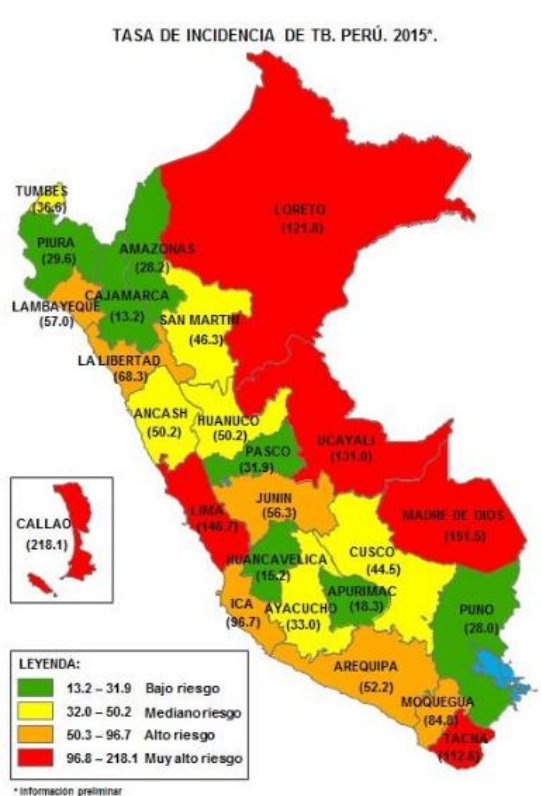 TASA DE INCIDENCIA DE TB. PERÚ. 2015*.
TUMBES
(36.6)
LORETO
(121.8)
PIURA
(29.6)
AMAZONAS
(28.2)
LAMBAYEQUE
(57.0)
CAJAMARCA
(13.2)
SAN MARTIN
(46.3)
LA LIBERTAD
(68.3)
ANCASH
(50.2)
HUANUCO
(50.2)
UCAYALI
(131.0)
PASCO
(31.9)
CALLAO
(218.1)
LIMA
(146.7)
JUNIN
(56.3)
MADRE DE DIOS
(151.5)
HUANCAVELICA
(15.2)
CUSCO
(44.5)
ICA
(96.7)
AYACUCHO
(33.0)
APURIMAC
(18.3)
PUNO
(28.0)
AREQUIPA
(52.2)
MOQUEGUA
(84.8)
TACNA
(112.6)
LEYENDA:
13.2 – 31.9 Bajo riesgo
32.0 – 50.2 Mediano riesgo
50.3 – 96.7 Alto riesgo
96.8 – 218.1 Muy alto riesgo
* Información preliminar